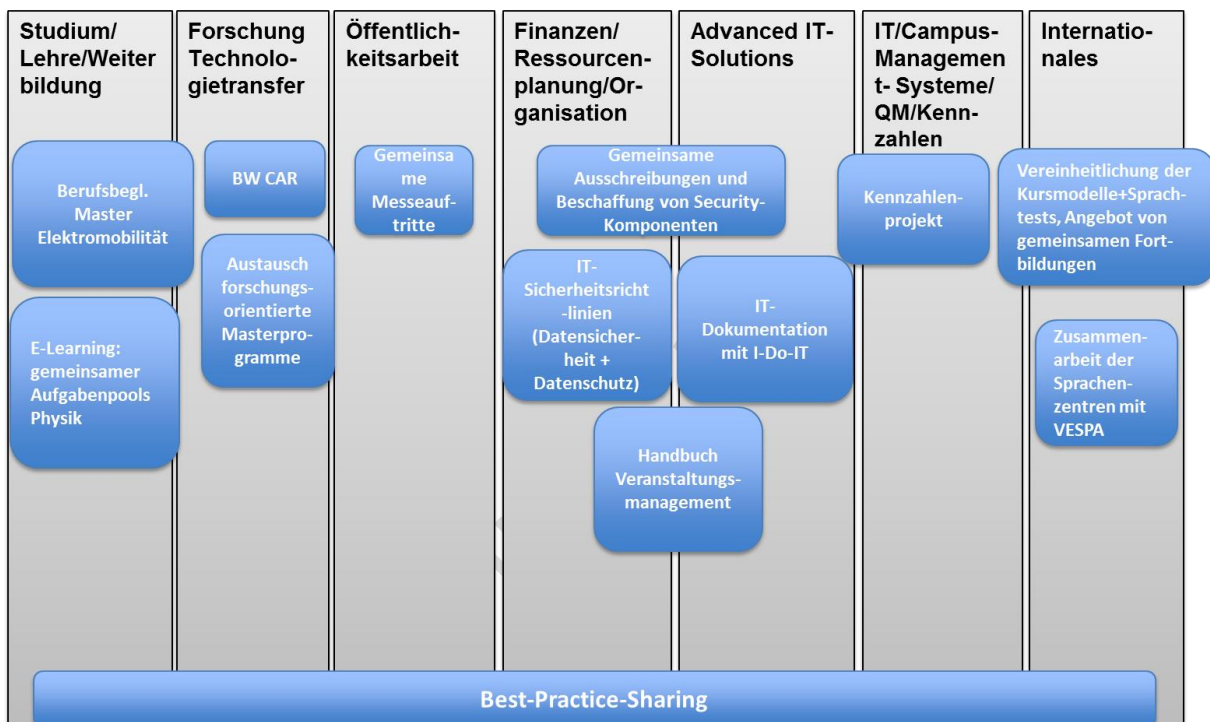 Studium/
Lehre/Weiter
bildung
Forschung
Technolo-
gietransfer
Öffentlich-
keitsarbeit
Finanzen/
Ressourcen-
planung/Or-
ganisation
Advanced IT-
Solutions
IT/Campus-
Managemen
t- Systeme/
QM/Kenn-
zahlen
Internatio-
nales
Berufsbegl.
Master
Elektromobilität
E-Learning:
gemeinsamer
Aufgabenpools
Physik
BW CAR
Austausch
forschungs-
orientierte
Masterpro-
gramme
Gemeinsa
me
Messeauf-
tritte
Gemeinsame
Ausschreibungen und
Beschaffung von Security-
Komponenten
IT-
Sicherheitsricht
-linien
(Datensicher-
heit +
Datenschutz)
IT-
Dokumentation
mit I-Do-IT
Handbuch
Veranstaltungs-
management
Kennzahlen-
projekt
Vereinheitlichung der
Kursmodelle+Sprach-
tests, Angebot von
gemeinsamen Fort-
bildungen
Zusammen-
arbeit der
Sprachen-
zentren mit
VESPA
Best-Practice-Sharing